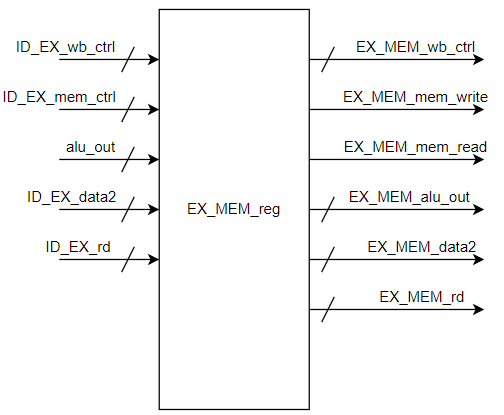 ID_EX_wb_ctrl
ID_EX_mem_ctrl
alu_out
ID_EX_data2
ID_EX_rd
EX_MEM_reg
EX_MEM_wb_ctrl
EX_MEM_mem_write
EX_MEM_mem_read
EX_MEM_alu_out
EX_MEM_data2
EX_MEM_rd